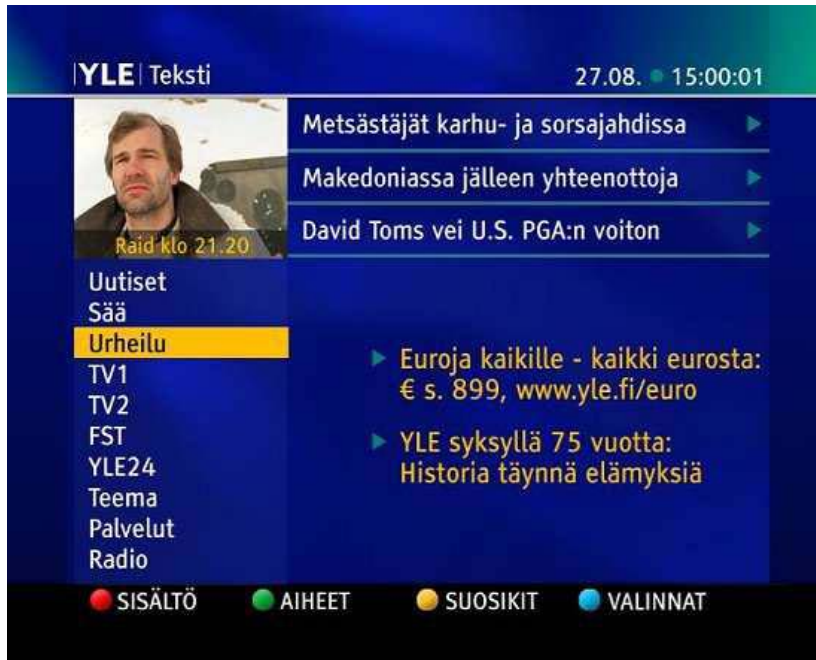 YLE Teksti
27.08. 15:00:01
Raid klo 21.20
Metsästäjät karhu- ja sorsajahdissa
Makedoniassa jälleen yhteenottoja
David Toms vei U.S. PGA:n voiton
Uutiset
Sää
Urheilu
TV1
TV2
FST
YLE24
Teema
Palvelut
Radio
Euroja kaikille - kaikki eurosta:
€ s. 899, www.yle.fi/euro
YLE syksyllä 75 vuotta:
Historia täynnä elämyksiä
SISÄLTÖ AIHEET SUOSIKIT VALINNAT